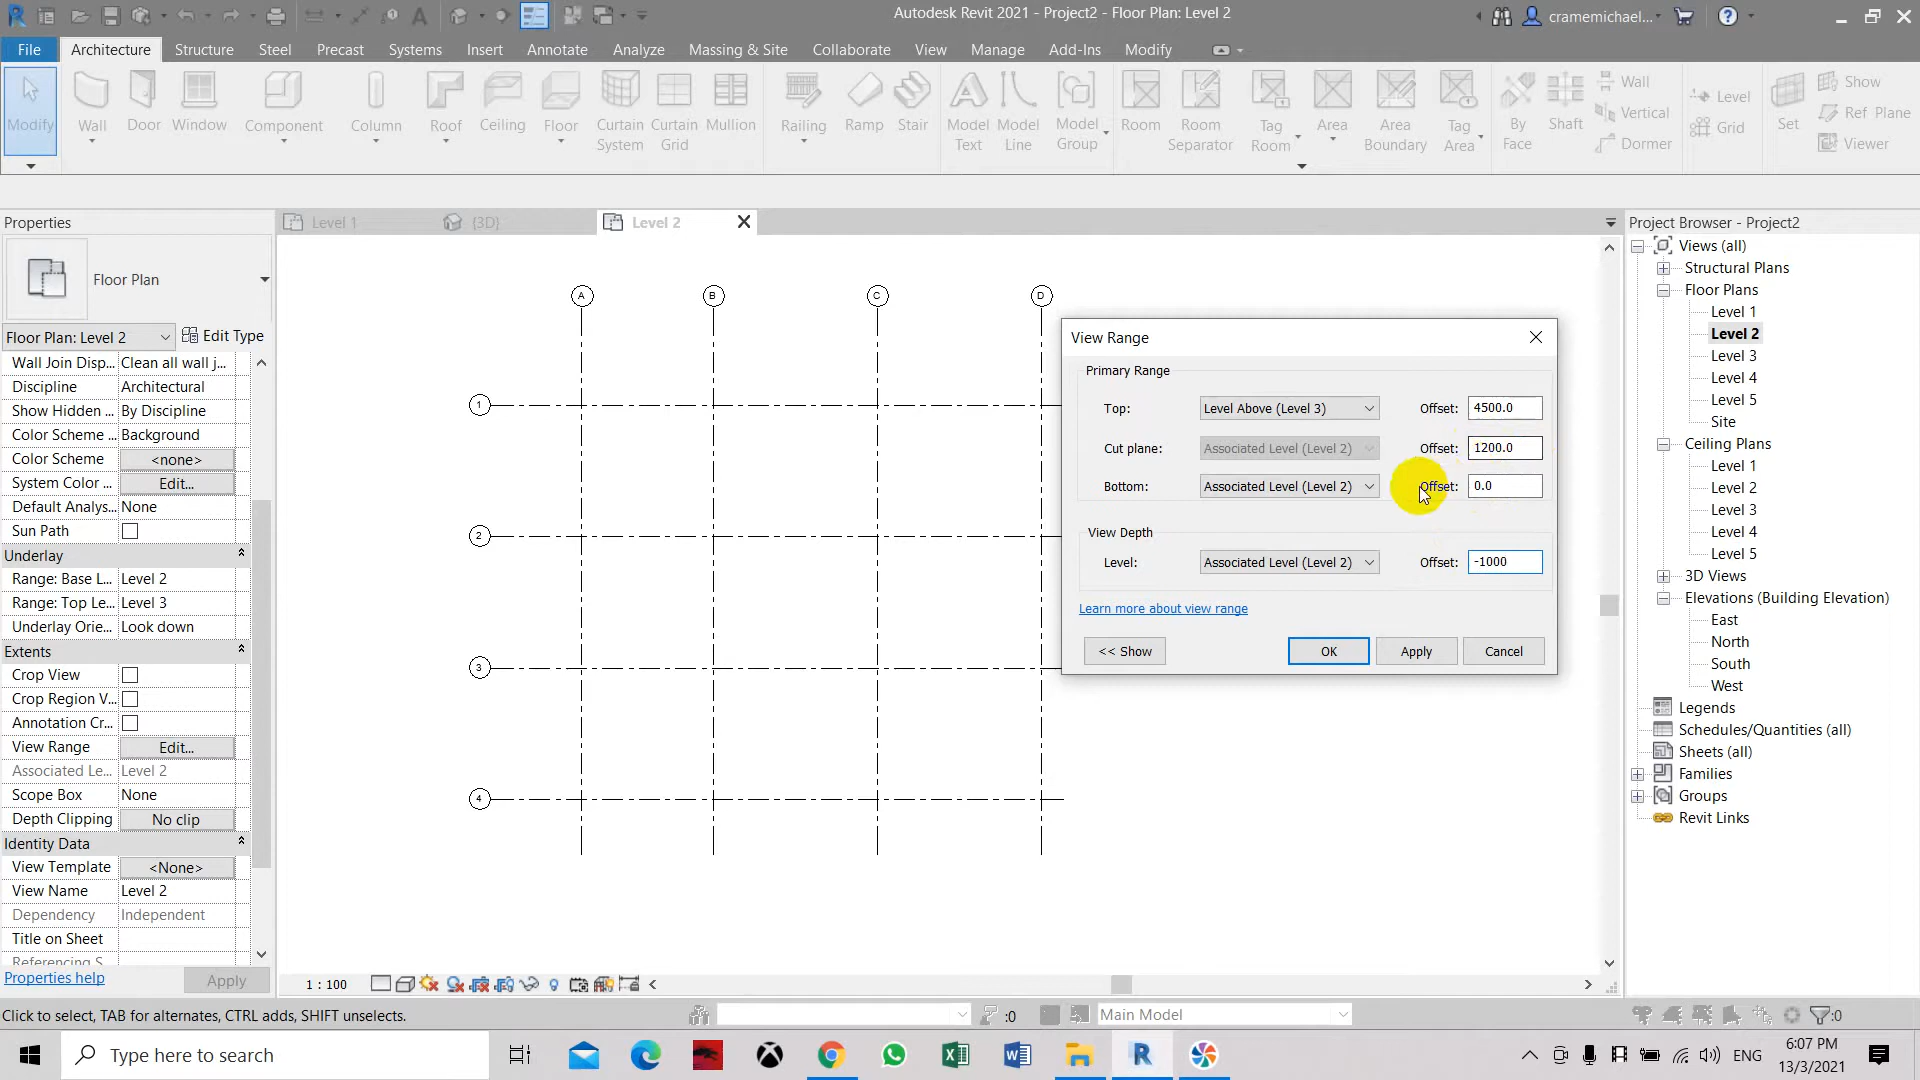 Autodesk Revit 2021 - Project2 - Floor Plan: Level 2
cramemichael...
File Architecture Structure Steel Precast Systems Insert Annotate Analyze Massing & Site Collaborate View Manage Add-Ins Modify
Modify Wall Door Window Component Column Roof Ceiling Floor Curtain System Curtain Grid Mullion Railing Ramp Stair Model Text Model Line Model Group Room Room Separator Tag Room Area Area Boundary Tag Area By Face Shaft Wall Vertical Dormer Level Grid Set Show Ref Plane Viewer
Properties
Level 1 {3D} Level 2
Project Browser - Project2
Floor Plan
Floor Plan: Level 2 Edit Type
Wall Join Disp... Clean all wall j...
Discipline Architectural
Show Hidden ... By Discipline
Color Scheme ... Background
Color Scheme <none>
System Color ... Edit...
Default Analys... None
Sun Path
Underlay
Range: Base L... Level 2
Range: Top Le... Level 3
Underlay Orie... Look down
Extents
Crop View
Crop Region V...
Annotation Cr...
View Range Edit...
Associated Le... Level 2
Scope Box None
Depth Clipping No clip
Identity Data
View Template <None>
View Name Level 2
Dependency Independent
Title on Sheet
Referencing S...
Properties help Apply
A B C D
1
2
3
4
View Range
Primary Range
Top: Level Above (Level 3) Offset: 4500.0
Cut plane: Associated Level (Level 2) Offset: 1200.0
Bottom: Associated Level (Level 2) Offset: 0.0
View Depth
Level: Associated Level (Level 2) Offset: -1000
Learn more about view range
<< Show OK Apply Cancel
Views (all)
Structural Plans
Floor Plans
Level 1
Level 2
Level 3
Level 4
Level 5
Site
Ceiling Plans
Level 1
Level 2
Level 3
Level 4
Level 5
3D Views
Elevations (Building Elevation)
East
North
South
West
Legends
Schedules/Quantities (all)
Sheets (all)
Families
Groups
Revit Links
1 : 100
Click to select, TAB for alternates, CTRL adds, SHIFT unselects.
:0
Main Model
:0
Type here to search
ENG
6:07 PM
13/3/2021